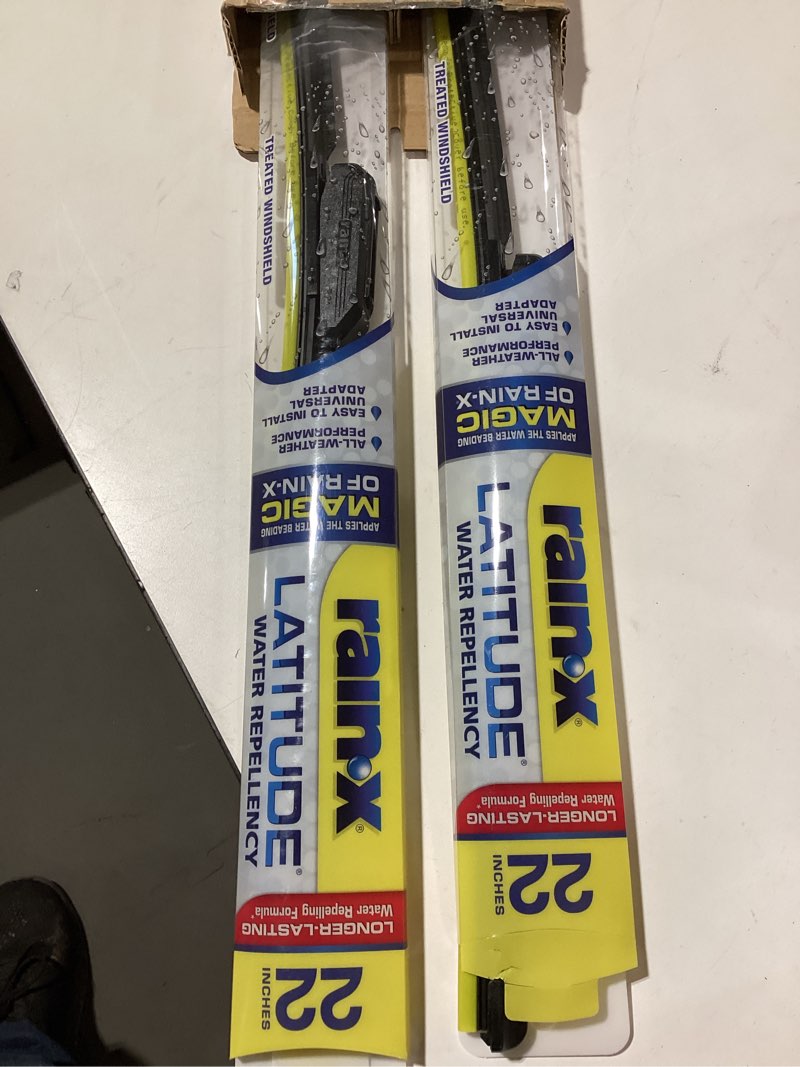 TREATED WINDSHIELD
ALL-WEATHER
PERFORMANCE
EASY TO INSTALL
UNIVERSAL
ADAPTER
APPLIES THE WATER BEADING
MAGIC
OF RAIN-X
rain-x®
LATITUDE®
WATER REPELLENCY
LONGER-LASTING
Water Repelling Formula*
22
INCHES
TREATED WINDSHIELD
before use.
ALL-WEATHER
PERFORMANCE
EASY TO INSTALL
UNIVERSAL
ADAPTER
APPLIES THE WATER BEADING
MAGIC
OF RAIN-X
rain-x®
LATITUDE®
WATER REPELLENCY
LONGER-LASTING
Water Repelling Formula*
22
INCHES